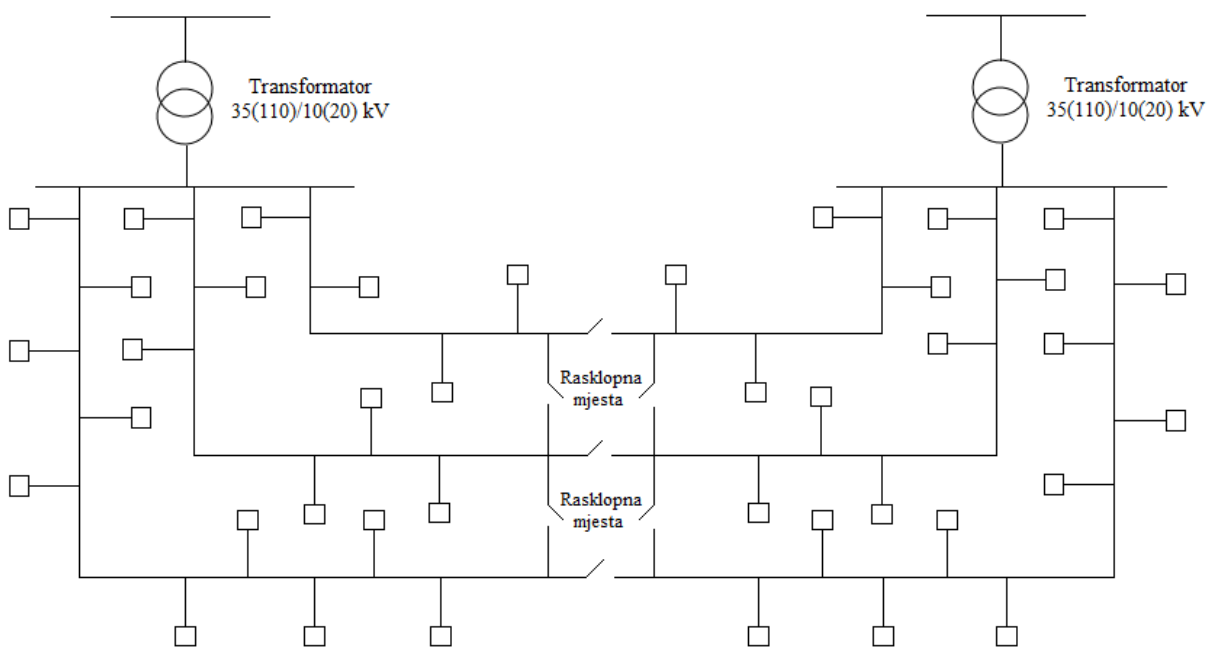 Transformator
35(110)/10(20) kV
Transformator
35(110)/10(20) kV
Rasklopna
mjesta
Rasklopna
mjesta